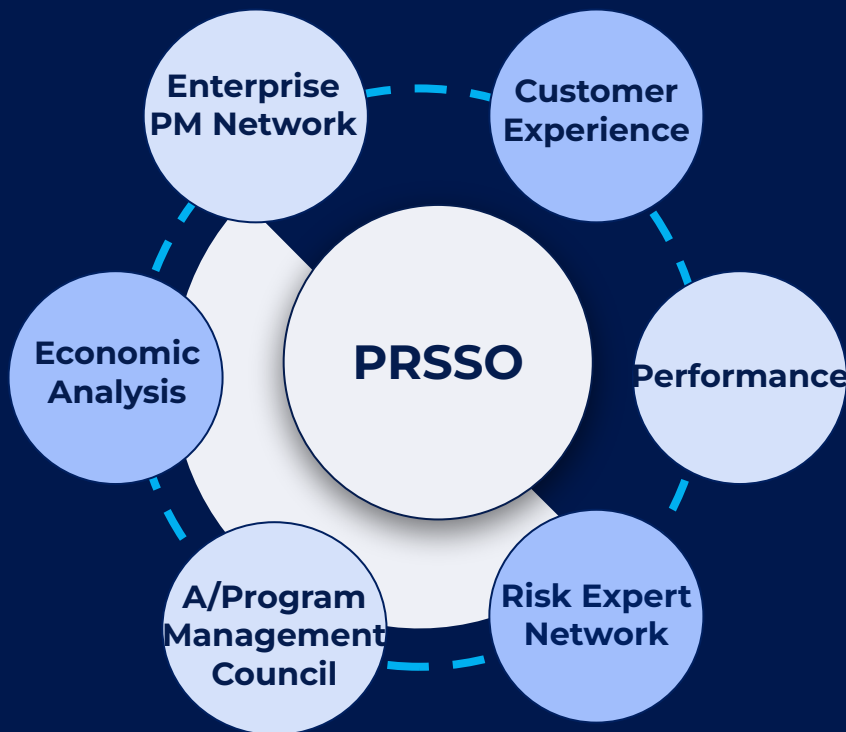 Enterprise
PM Network
Customer
Experience
PRSSO
Economic
Analysis
Performance
A/Program
Management
Council
Risk Expert
Network